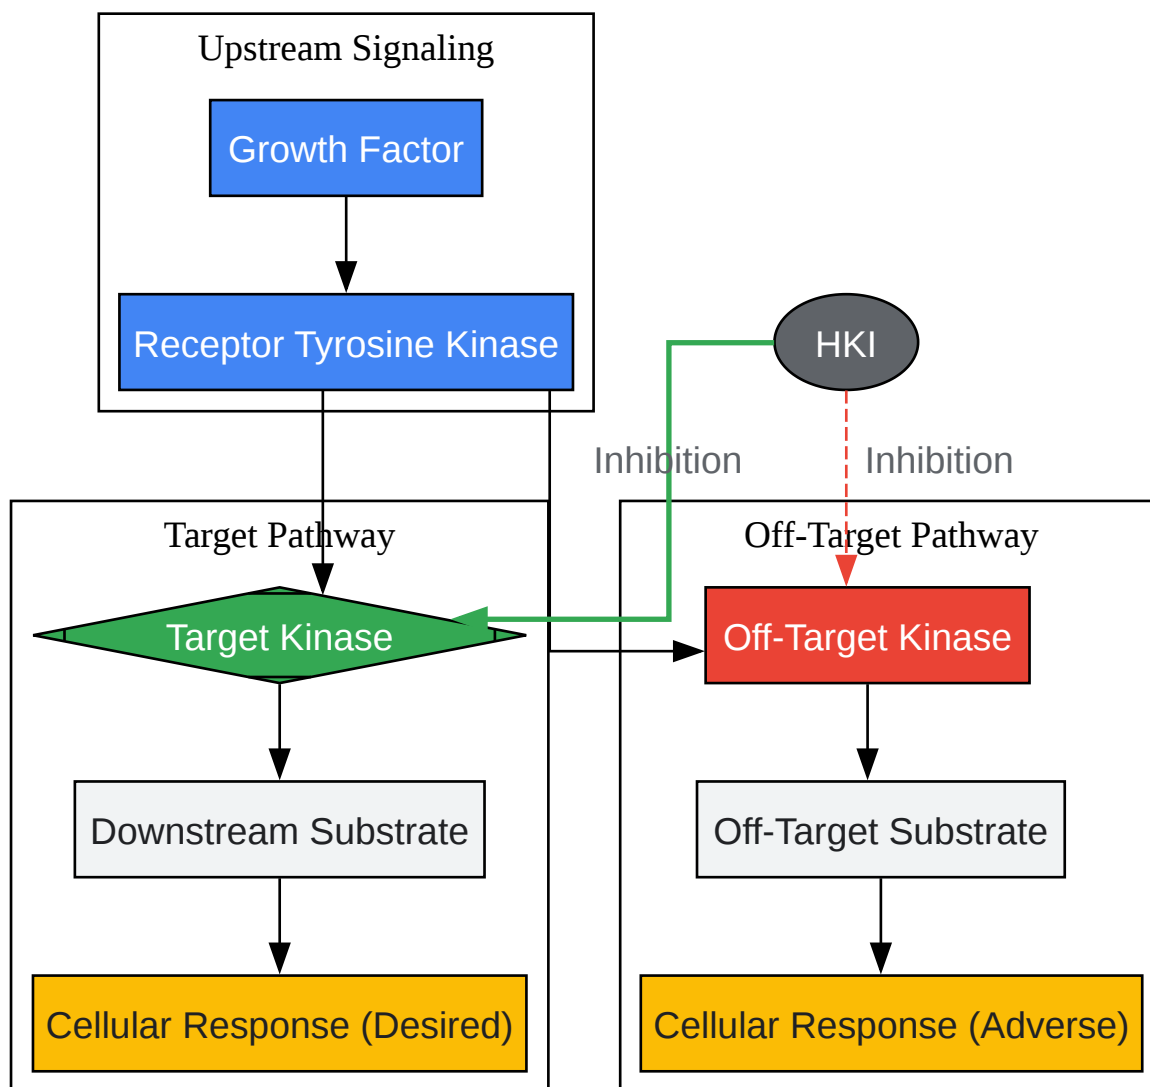 Upstream Signaling
Growth Factor
Receptor Tyrosine Kinase
HKI
Inhibition
Inhibition
Target Pathway
Off-Target Pathway
Target Kinase
Off-Target Kinase
Downstream Substrate
Off-Target Substrate
Cellular Response (Desired)
Cellular Response (Adverse)